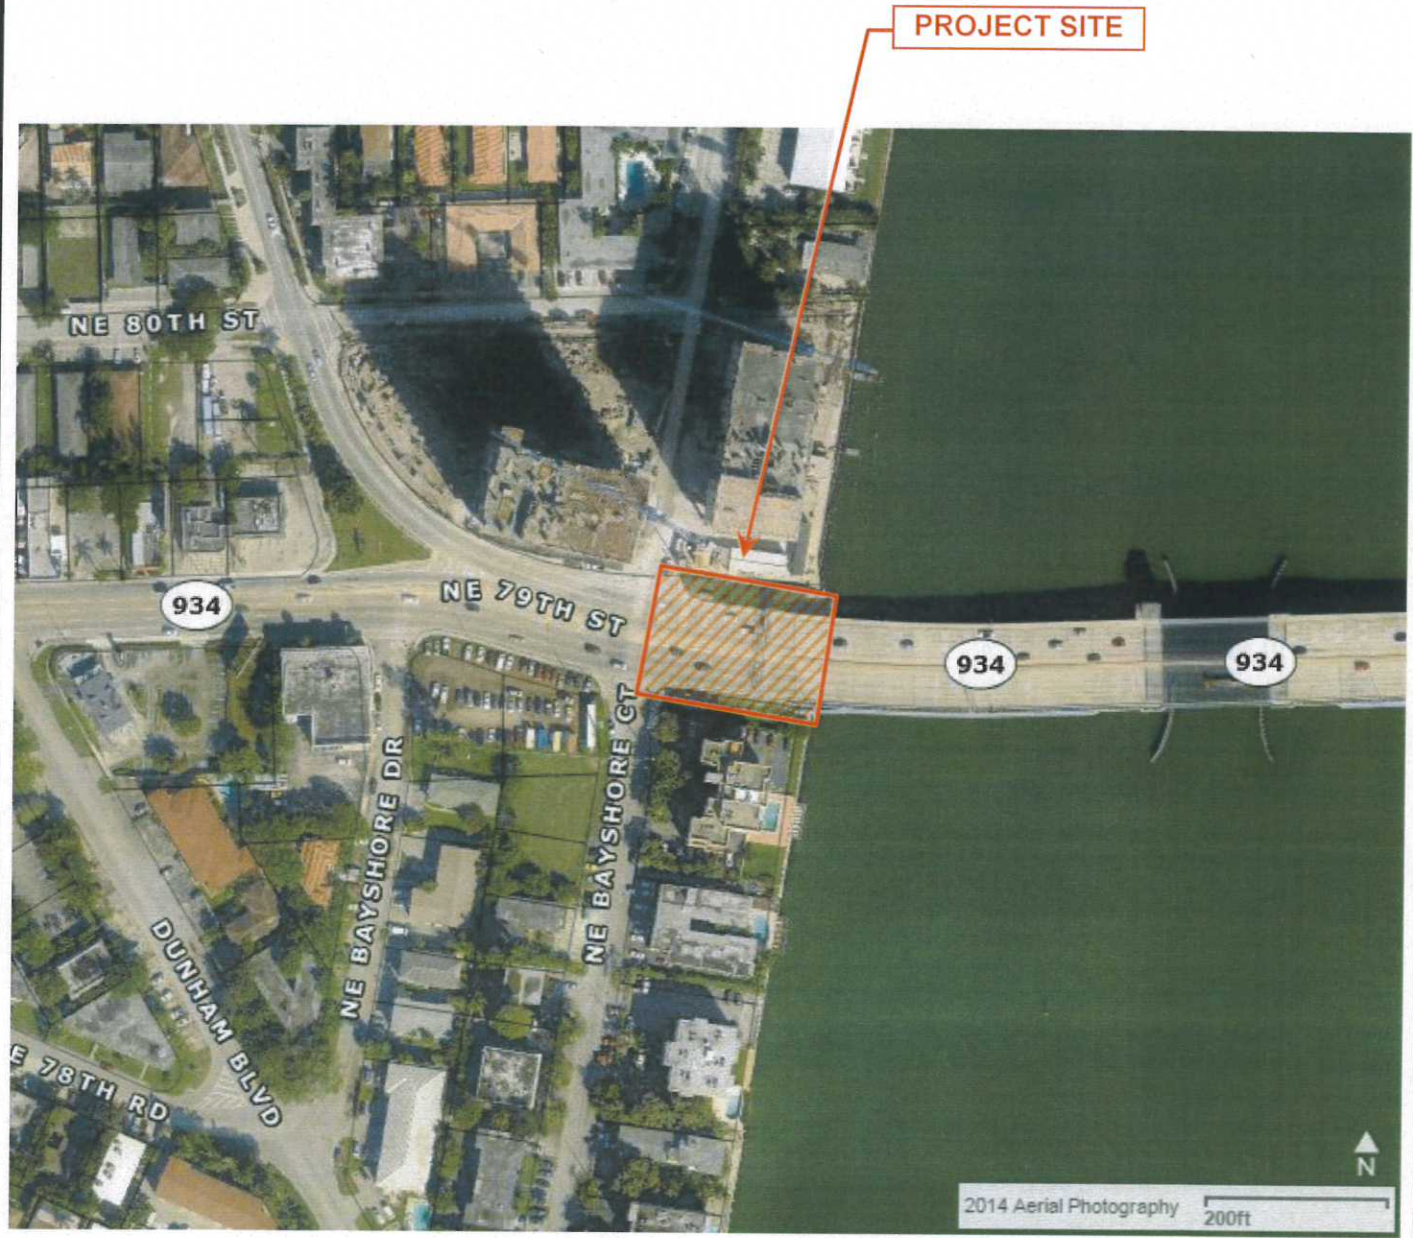 PROJECT SITE
NE 80TH ST
934
NE 79TH ST
934
934
NE BAYSHORE DR
NE BAYSHORE CT
DUNHAM BLVD
E 78TH RD
N
2014 Aerial Photography
200ft